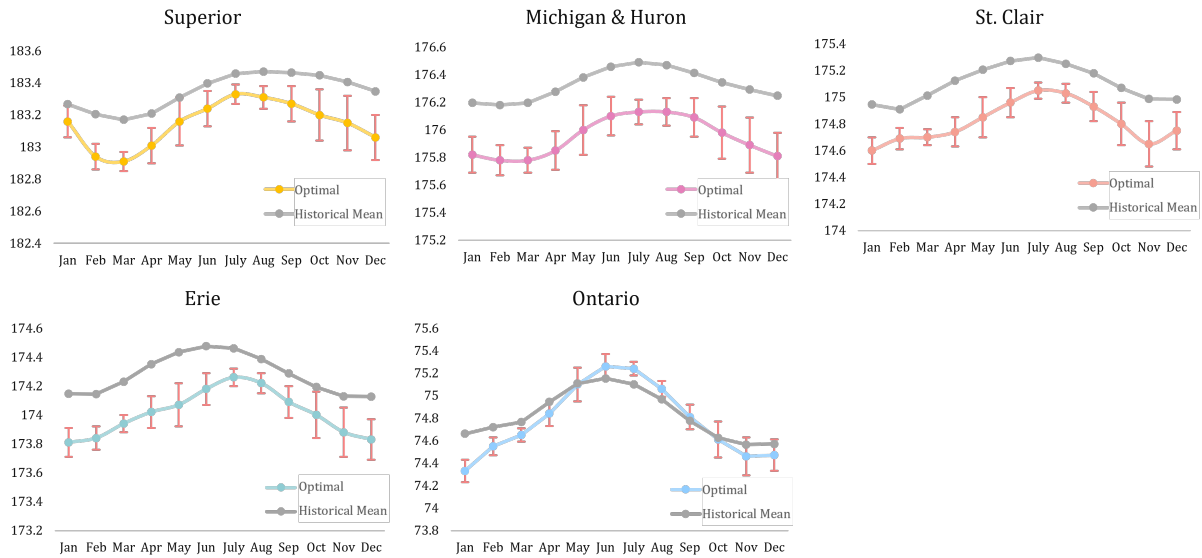 Superior
183.6
183.4
183.2
183
182.8
182.6
182.4
Jan Feb Mar Apr May Jun July Aug Sep Oct Nov Dec
Optimal
Historical Mean
Michigan & Huron
176.6
176.4
176.2
176
175.8
175.6
175.4
175.2
Jan Feb Mar Apr May Jun July Aug Sep Oct Nov Dec
Optimal
Historical Mean
St. Clair
175.4
175.2
175
174.8
174.6
174.4
174.2
174
Jan Feb Mar Apr May Jun July Aug Sep Oct Nov Dec
Optimal
Historical Mean
Erie
174.6
174.4
174.2
174
173.8
173.6
173.4
173.2
Jan Feb Mar Apr May Jun July Aug Sep Oct Nov Dec
Optimal
Historical Mean
Ontario
75.6
75.4
75.2
75
74.8
74.6
74.4
74.2
74
73.8
Jan Feb Mar Apr May Jun July Aug Sep Oct Nov Dec
Optimal
Historical Mean